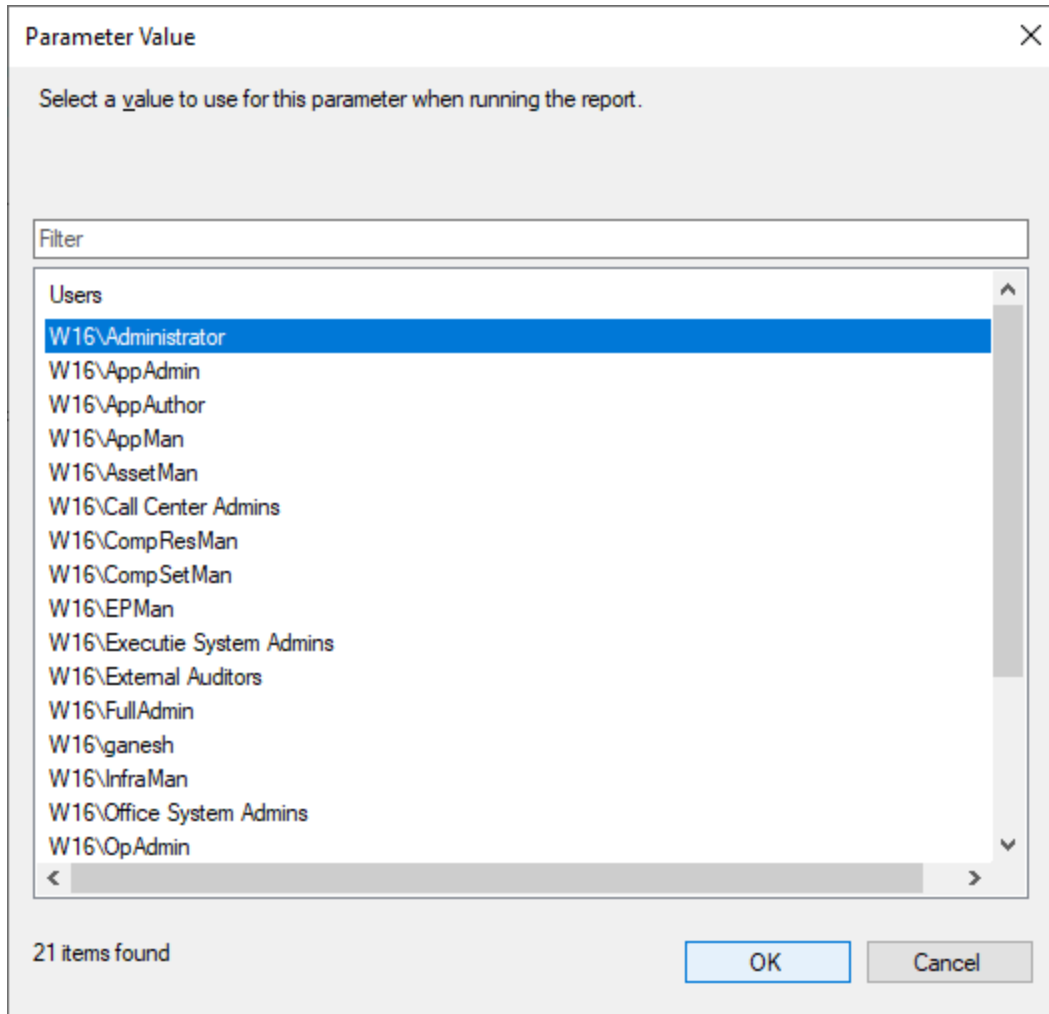 Parameter Value
Select a value to use for this parameter when running the report.
Filter
Users
W16\Administrator
W16\AppAdmin
W16\AppAuthor
W16\AppMan
W16\AssetMan
W16\Call Center Admins
W16\CompResMan
W16\CompSetMan
W16\EPMan
W16\Executie System Admins
W16\External Auditors
W16\FullAdmin
W16\ganesh
W16\InfraMan
W16\Office System Admins
W16\OpAdmin
21 items found
OK
Cancel